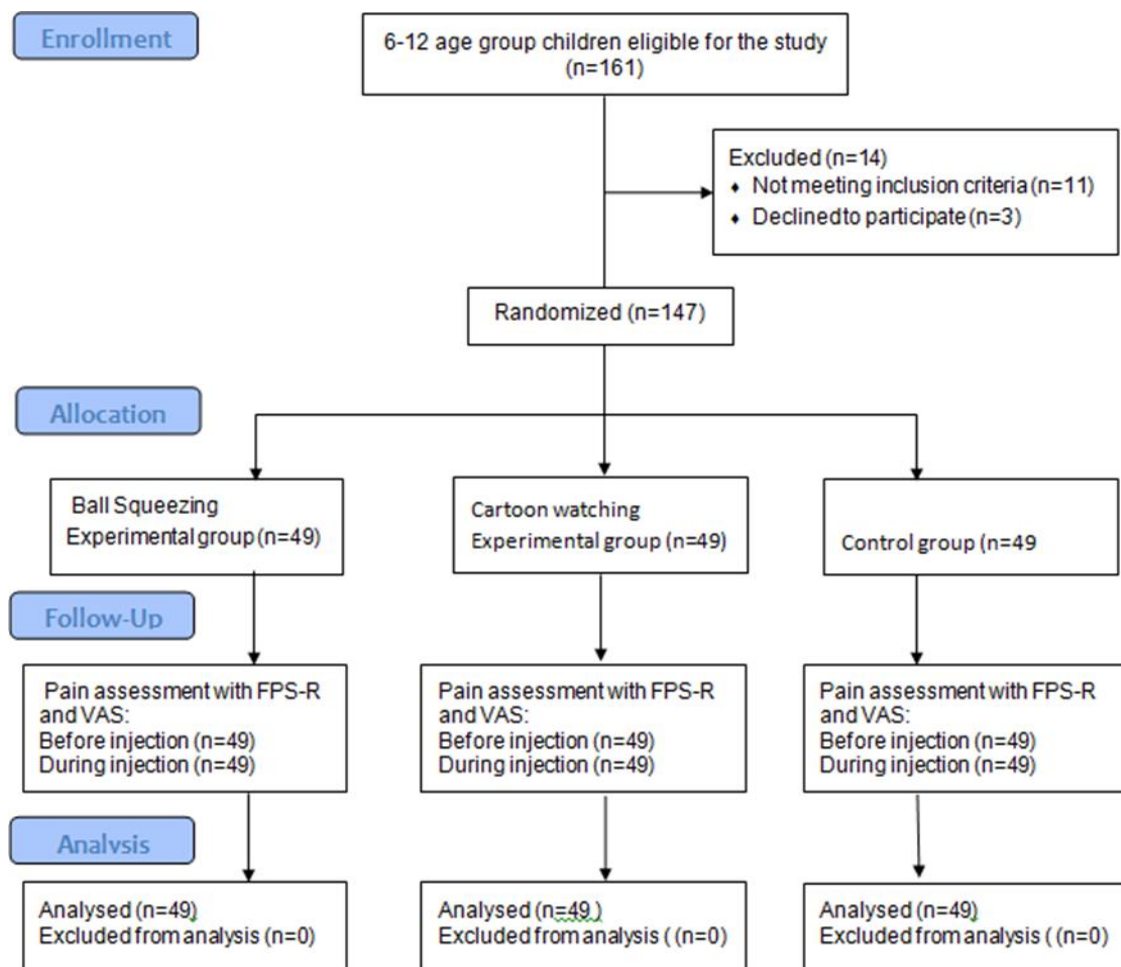 Enrollment
6-12 age group children eligible for the study
(n=161)
Excluded (n=14)
♦ Not meeting inclusion criteria (n=11)
♦ Declined to participate (n=3)
Randomized (n=147)
Allocation
Ball Squeezing
Experimental group (n=49)
Cartoon watching
Experimental group (n=49)
Control group (n=49
Follow-Up
Pain assessment with FPS-R
and VAS:
Before injection (n=49)
During injection (n=49)
Pain assessment with FPS-R
and VAS:
Before injection (n=49)
During injection (n=49)
Pain assessment with FPS-R
and VAS:
Before injection (n=49)
During injection (n=49)
Analysis
Analysed (n=49)
Excluded from analysis (n=0)
Analysed (n=49 )
Excluded from analysis ( (n=0)
Analysed (n=49)
Excluded from analysis ( (n=0)